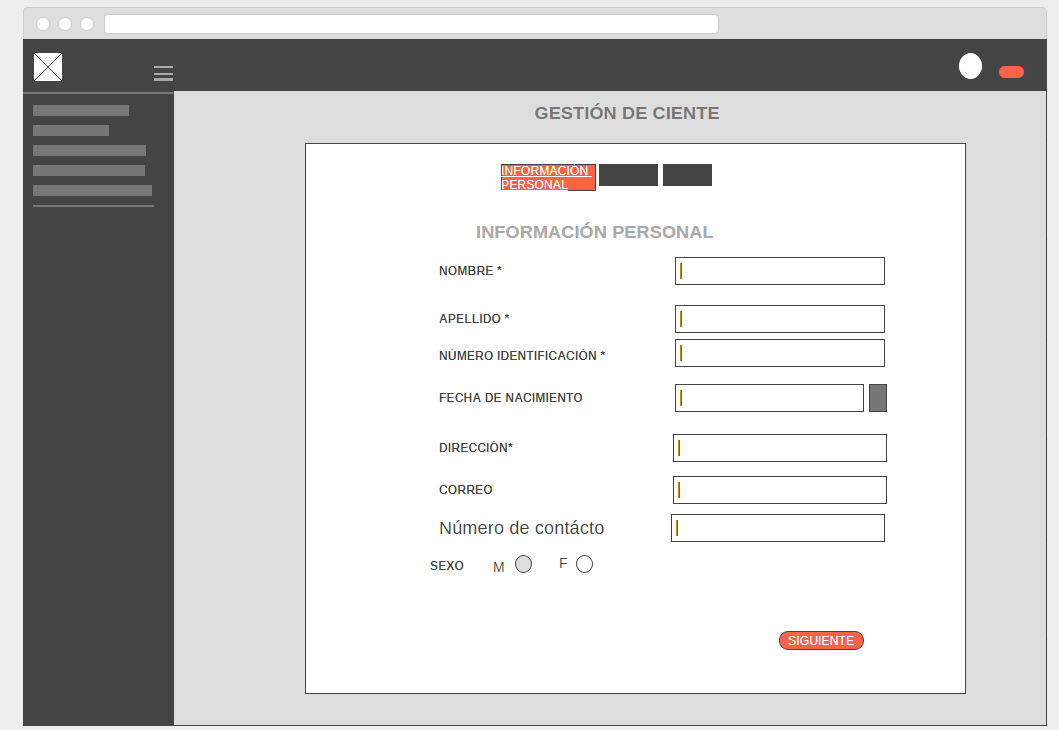 GESTIÓN DE CIENTE
INFORMACIÓN
PERSONAL
INFORMACIÓN PERSONAL
NOMBRE *
APELLIDO *
NÚMERO IDENTIFICACIÓN *
FECHA DE NACIMIENTO
DIRECCIÓN*
CORREO
Número de contácto
SEXO M F
SIGUIENTE